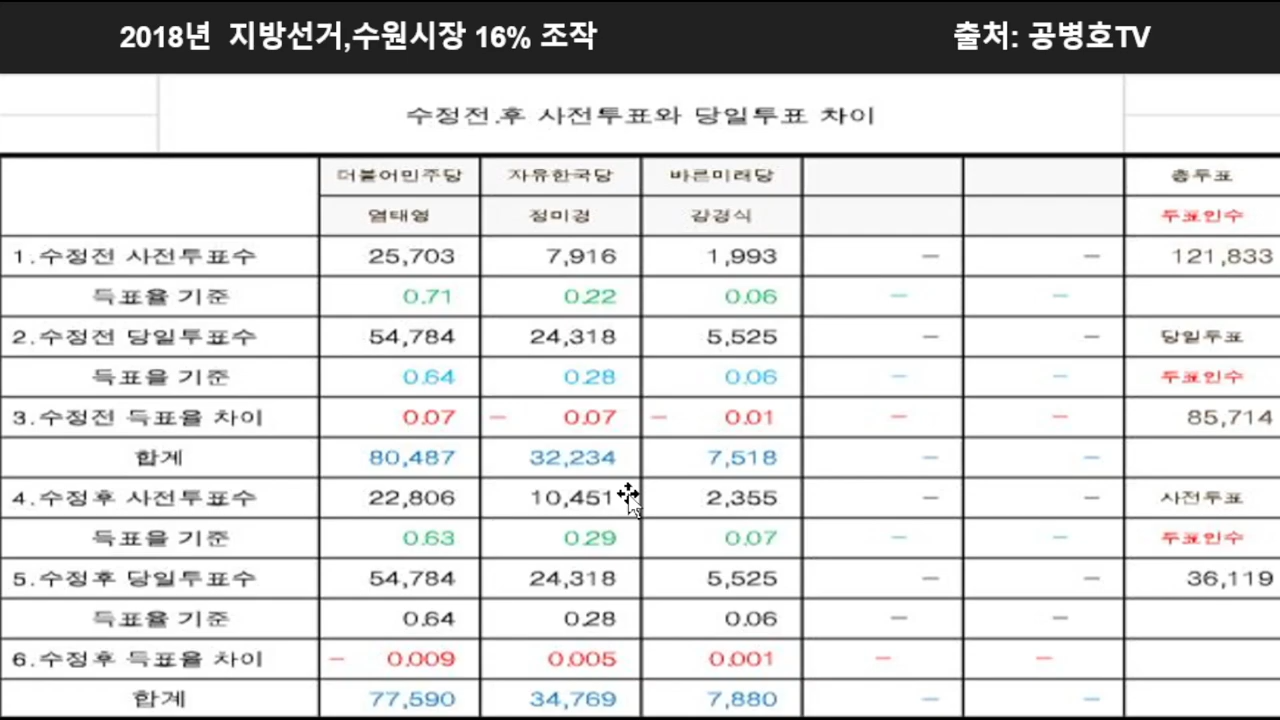 2018년 지방선거,수원시장 16% 조작 출처: 공병호TV
수정전.후 사전투표와 당일투표 차이
더불어민주당 자유한국당 바른미래당 총투표
염태영 정미경 강경식 투표인수
1.수정전 사전투표수 25,703 7,916 1,993 – – 121,833
득표율 기준 0.71 0.22 0.06 – –
2.수정전 당일투표수 54,784 24,318 5,525 – – 당일투표
득표율 기준 0.64 0.28 0.06 – – 투표인수
3.수정전 득표율 차이 0.07 – 0.07 – 0.01 – – 85,714
합계 80,487 32,234 7,518 – –
4.수정후 사전투표수 22,806 10,451 2,355 – – 사전투표
득표율 기준 0.63 0.29 0.07 – – 투표인수
5.수정후 당일투표수 54,784 24,318 5,525 – – 36,119
득표율 기준 0.64 0.28 0.06 – –
6.수정후 득표율 차이 – 0.009 0.005 0.001 – –
합계 77,590 34,769 7,880 – –